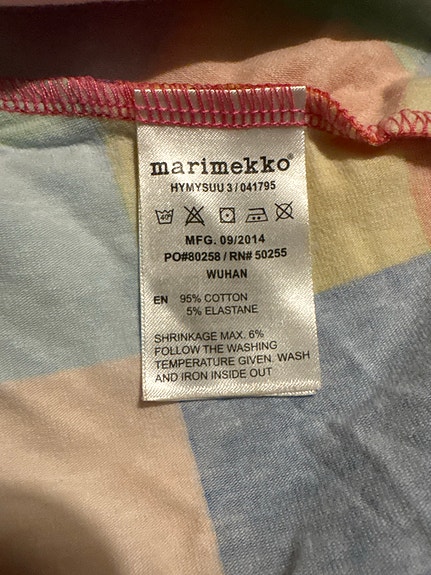 marimekko®
HYMYSUU 3 / 041795
40
MFG. 09/2014
PO#80258 / RN# 50255
WUHAN
EN 95% COTTON
5% ELASTANE
SHRINKAGE MAX. 6%
FOLLOW THE WASHING
TEMPERATURE GIVEN. WASH
AND IRON INSIDE OUT